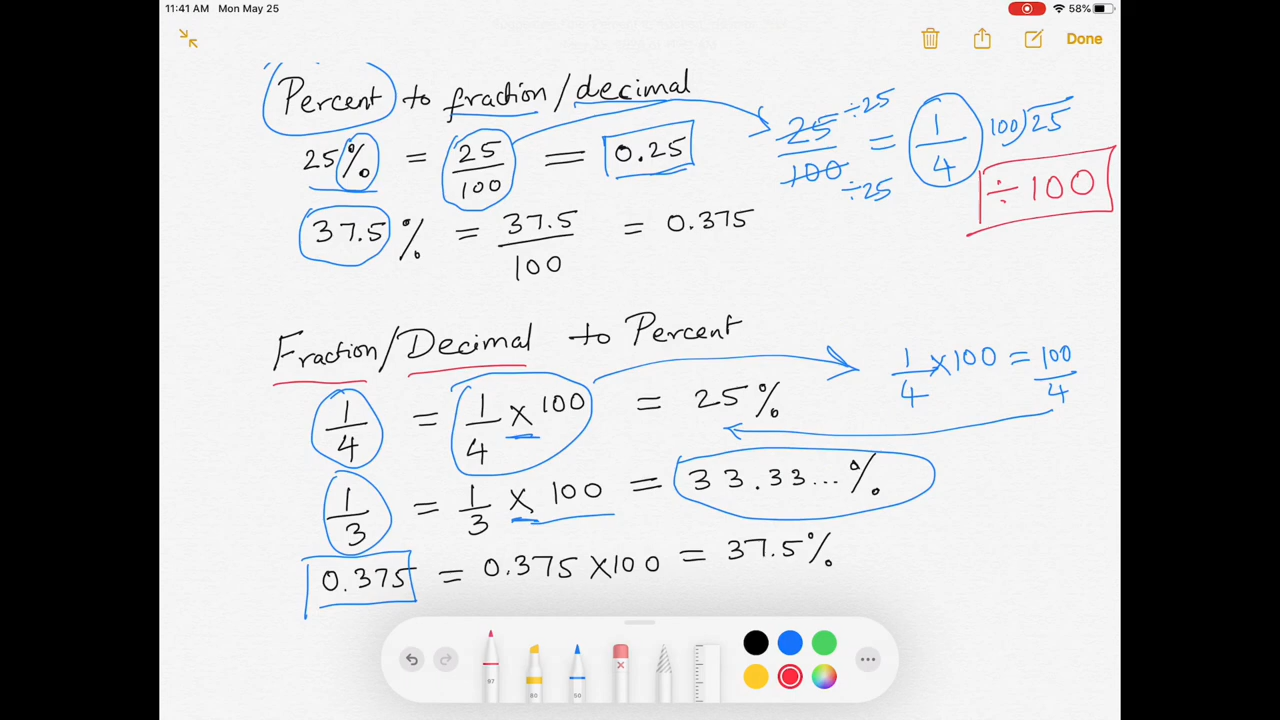 11:41 AM Mon May 25
58%
Done
Percent to fraction/decimal
25% = 25/100 = 0.25
25÷25/100÷25 = 1/4
100)25
÷100
37.5% = 37.5/100 = 0.375
Fraction/Decimal to Percent
1/4 = 1/4 × 100 = 25%
1/4 × 100 = 100/4
1/3 = 1/3 × 100 = 33.33...%
0.375 = 0.375 × 100 = 37.5%
97
80
50